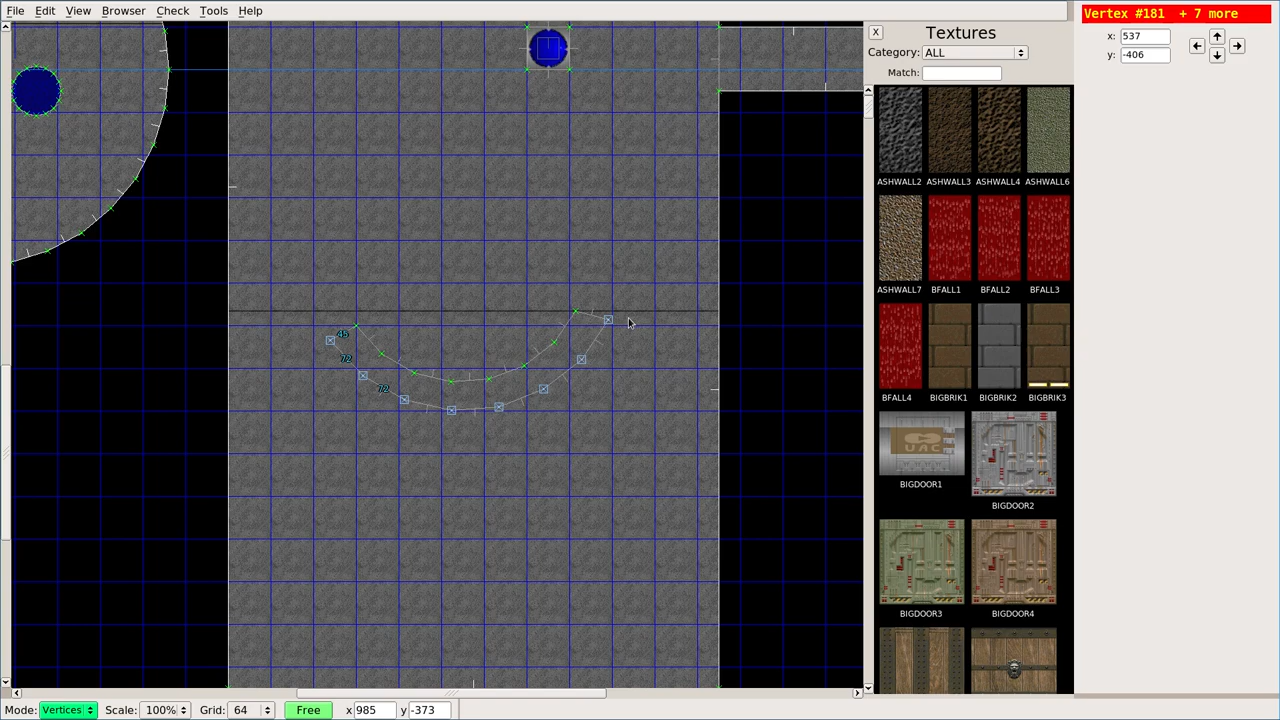 File Edit View Browser Check Tools Help
Vertex #181 + 7 more
x: 537
y: -406
X Textures
Category: ALL
Match:
ASHWALL2 ASHWALL3 ASHWALL4 ASHWALL6
ASHWALL7 BFALL1 BFALL2 BFALL3
BFALL4 BIGBRIK1 BIGBRIK2 BIGBRIK3
UAC
BIGDOOR1
BIGDOOR2
BIGDOOR3 BIGDOOR4
45
72
72
Mode: Vertices Scale: 100% Grid: 64 Free x 985 y -373